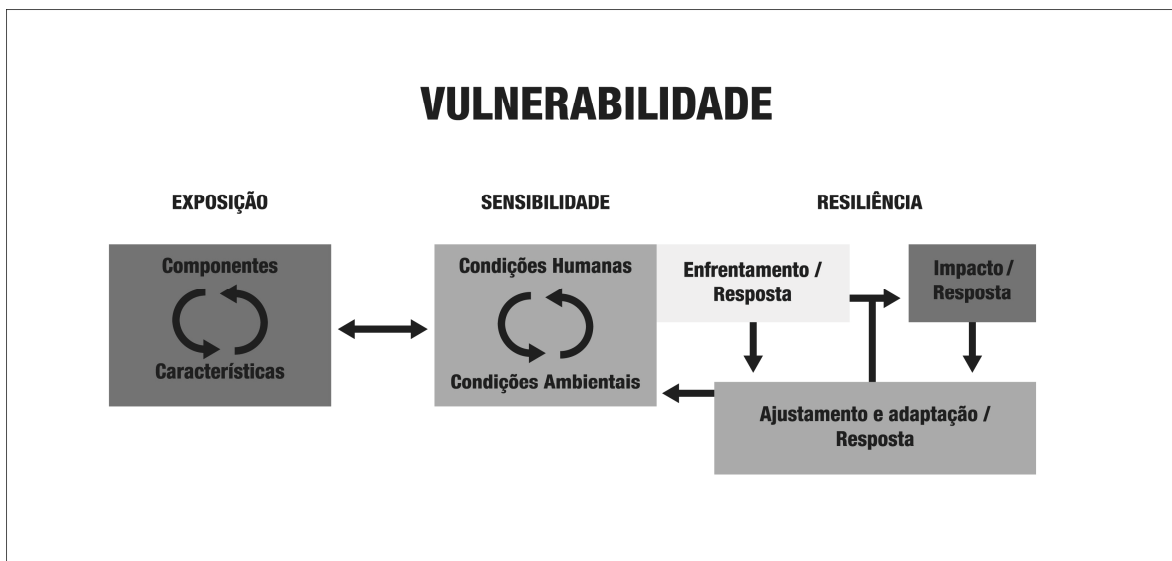 VULNERABILIDADE
EXPOSIÇÃO
SENSIBILIDADE
RESILIÊNCIA
Componentes
Características
Condições Humanas
Condições Ambientais
Enfrentamento /
Resposta
Impacto /
Resposta
Ajustamento e adaptação /
Resposta